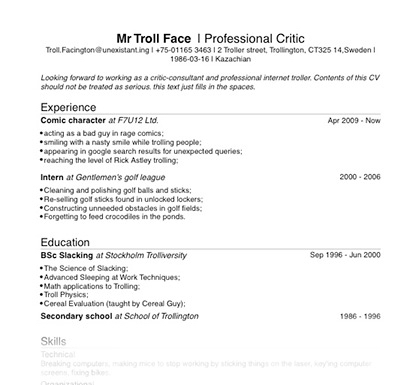 Mr Troll Face | Professional Critic
Troll.Facington@unexistant.ing | +75-01165 3463 | 2 Troller street, Trollington, CT325 14,Sweden |
1986-03-16 | Kazachian
Looking forward to working as a critic-consultant and professional internet troller. Contents of this CV
should not be treated as serious. this text just fills in the spaces.
Experience
Comic character at F7U12 Ltd. Apr 2009 - Now
•acting as a bad guy in rage comics;
•smiling with a nasty smile while trolling people;
•appearing in google search results for unexpected queries;
•reaching the level of Rick Astley trolling;
Intern at Gentlemen's golf league 2000 - 2006
•Cleaning and polishing golf balls and sticks;
•Re-selling golf sticks found in unlocked lockers;
•Constructing unneeded obstacles in golf fields;
•Forgetting to feed crocodiles in the ponds.
Education
BSc Slacking at Stockholm Trolliversity Sep 1996 - Jun 2000
•The Science of Slacking;
•Advanced Sleeping at Work Techniques;
•Math applications to Trolling;
•Troll Physics;
•Cereal Evaluation (taught by Cereal Guy);
Secondary school at School of Trollington 1986 - 1996
Skills
Technical
Breaking computers, making mice to stop working by sticking things on the laser, keying computer
screens, fixing bikes.